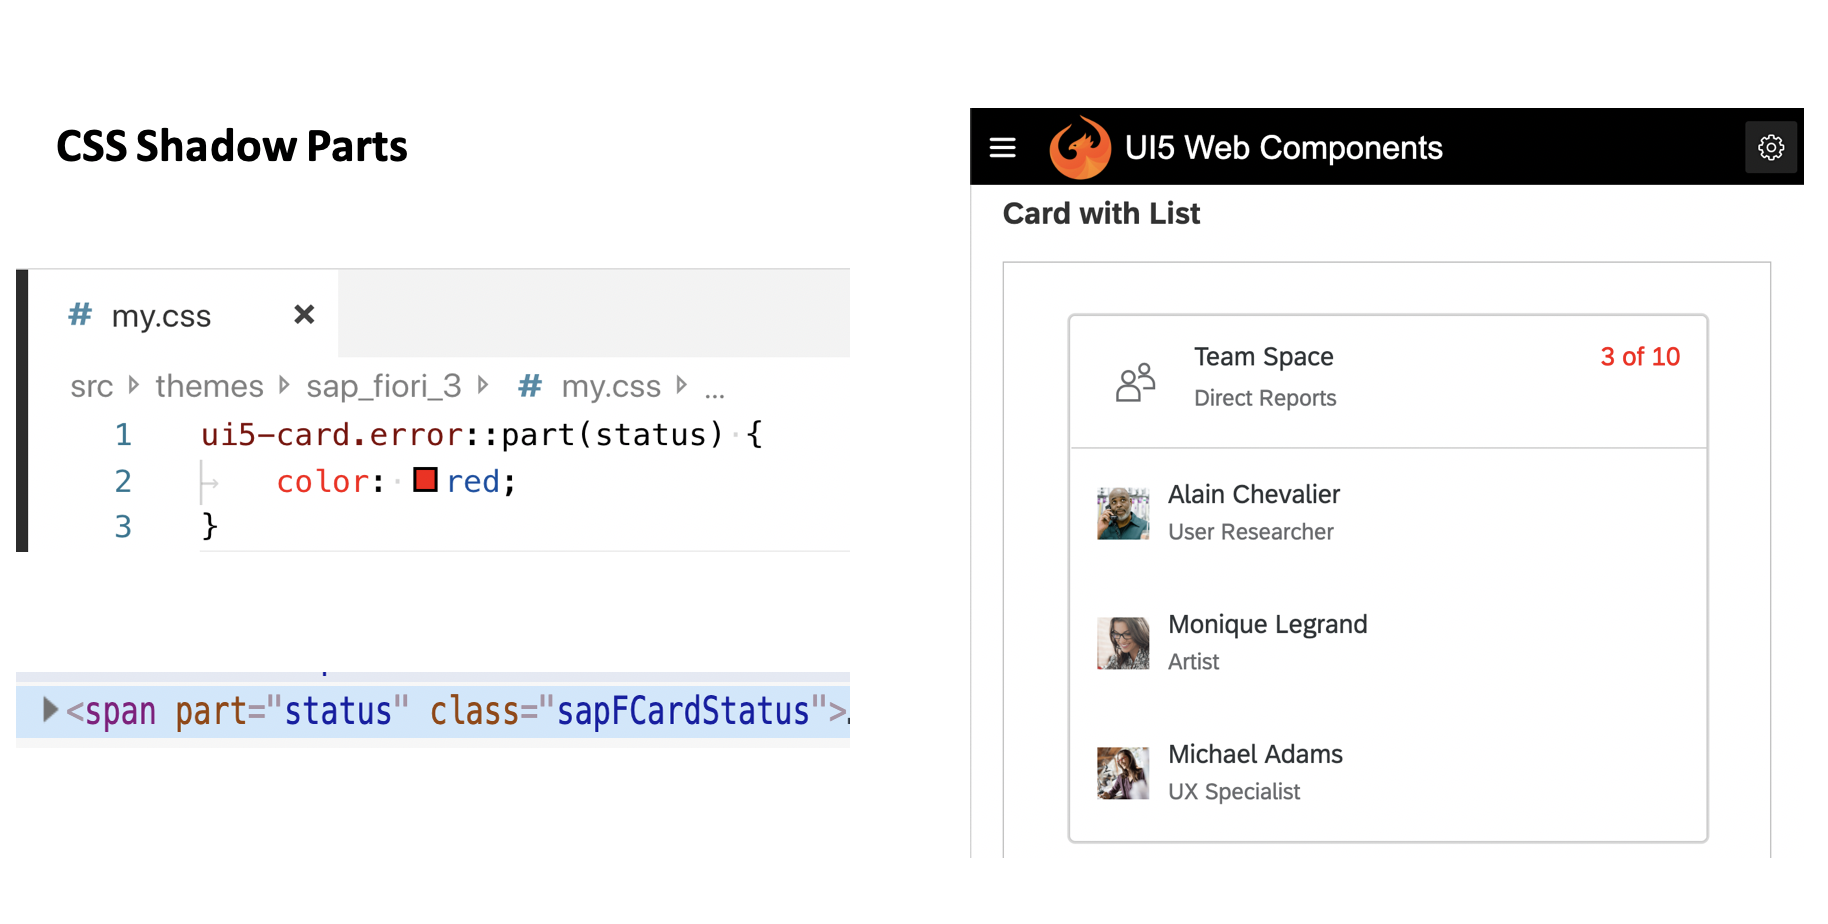 CSS Shadow Parts
# my.css ×
src themes sap_fiori_3 # my.css ...
1 ui5-card.error::part(status) {
2 color: red;
3 }
<span part="status" class="sapFCardStatus">
UI5 Web Components
Card with List
Team Space
3 of 10
Direct Reports
Alain Chevalier
User Researcher
Monique Legrand
Artist
Michael Adams
UX Specialist